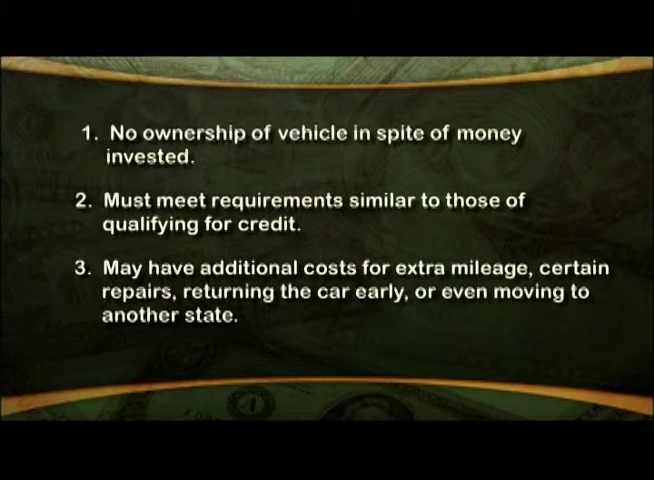 1. No ownership of vehicle in spite of money
invested.
2. Must meet requirements similar to those of
qualifying for credit.
3. May have additional costs for extra mileage, certain
repairs, returning the car early, or even moving to
another state.